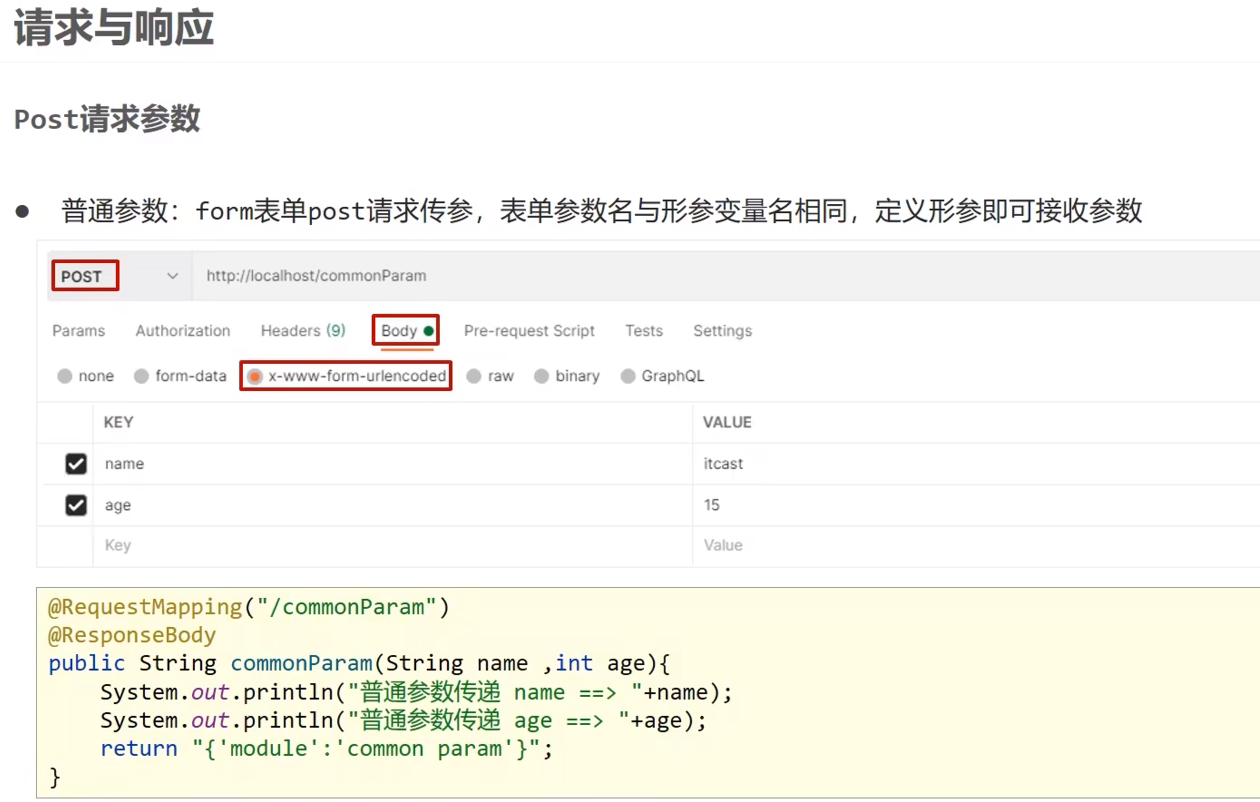 请求与响应
Post请求参数
● 普通参数：form表单post请求传参，表单参数名与形参变量名相同，定义形参即可接收参数
POST http://localhost/commonParam
Params Authorization Headers (9) Body Pre-request Script Tests Settings
none form-data x-www-form-urlencoded raw binary GraphQL
KEY VALUE
name itcast
age 15
Key Value
@RequestMapping("/commonParam")
@ResponseBody
public String commonParam(String name ,int age){
    System.out.println("普通参数传递 name ==> "+name);
    System.out.println("普通参数传递 age ==> "+age);
    return "{'module':'common param'}";
}